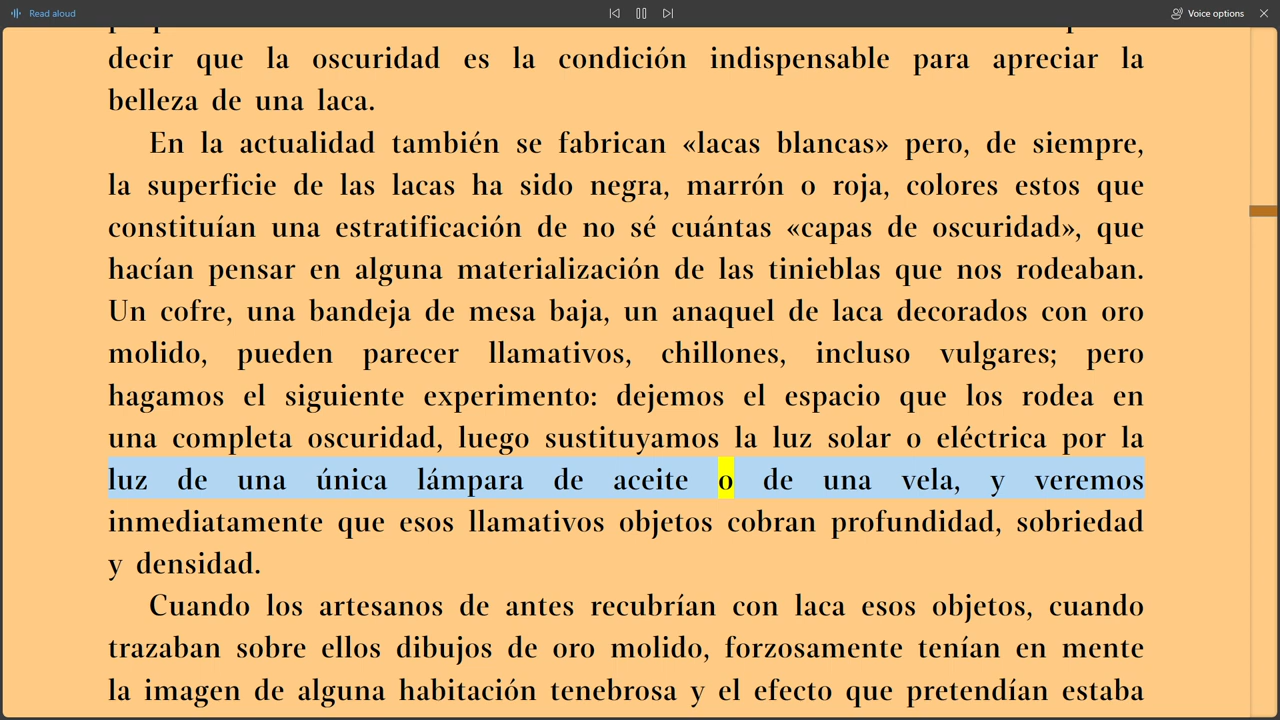 Read aloud
Voice options
decir que la oscuridad es la condición indispensable para apreciar la
belleza de una laca.
En la actualidad también se fabrican «lacas blancas» pero, de siempre,
la superficie de las lacas ha sido negra, marrón o roja, colores estos que
constituían una estratificación de no sé cuántas «capas de oscuridad», que
hacían pensar en alguna materialización de las tinieblas que nos rodeaban.
Un cofre, una bandeja de mesa baja, un anaquel de laca decorados con oro
molido, pueden parecer llamativos, chillones, incluso vulgares; pero
hagamos el siguiente experimento: dejemos el espacio que los rodea en
una completa oscuridad, luego sustituyamos la luz solar o eléctrica por la
luz de una única lámpara de aceite o de una vela, y veremos
inmediatamente que esos llamativos objetos cobran profundidad, sobriedad
y densidad.
Cuando los artesanos de antes recubrían con laca esos objetos, cuando
trazaban sobre ellos dibujos de oro molido, forzosamente tenían en mente
la imagen de alguna habitación tenebrosa y el efecto que pretendían estaba